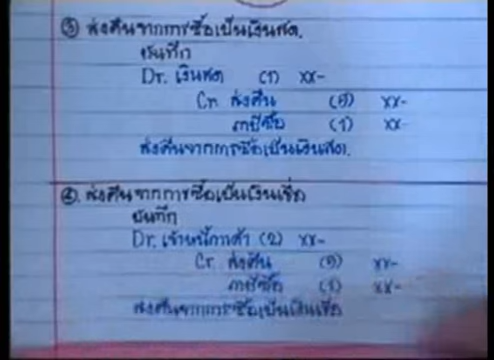 ③ ส่งคืนจากการซื้อเป็นเงินสด.
บันทึก
Dr. เงินสด (1) xx-
Cr. ส่งคืน (5) xx-
ภาษีซื้อ (1) xx-
ส่งคืนจากการซื้อเป็นเงินสด.
④. ส่งคืนจากการซื้อเป็นเงินเชื่อ
บันทึก
Dr. เจ้าหนี้การค้า (2) xx-
Cr. ส่งคืน (5) xx-
ภาษีซื้อ (1) xx-
ส่งคืนจากการซื้อเป็นเงินเชื่อ